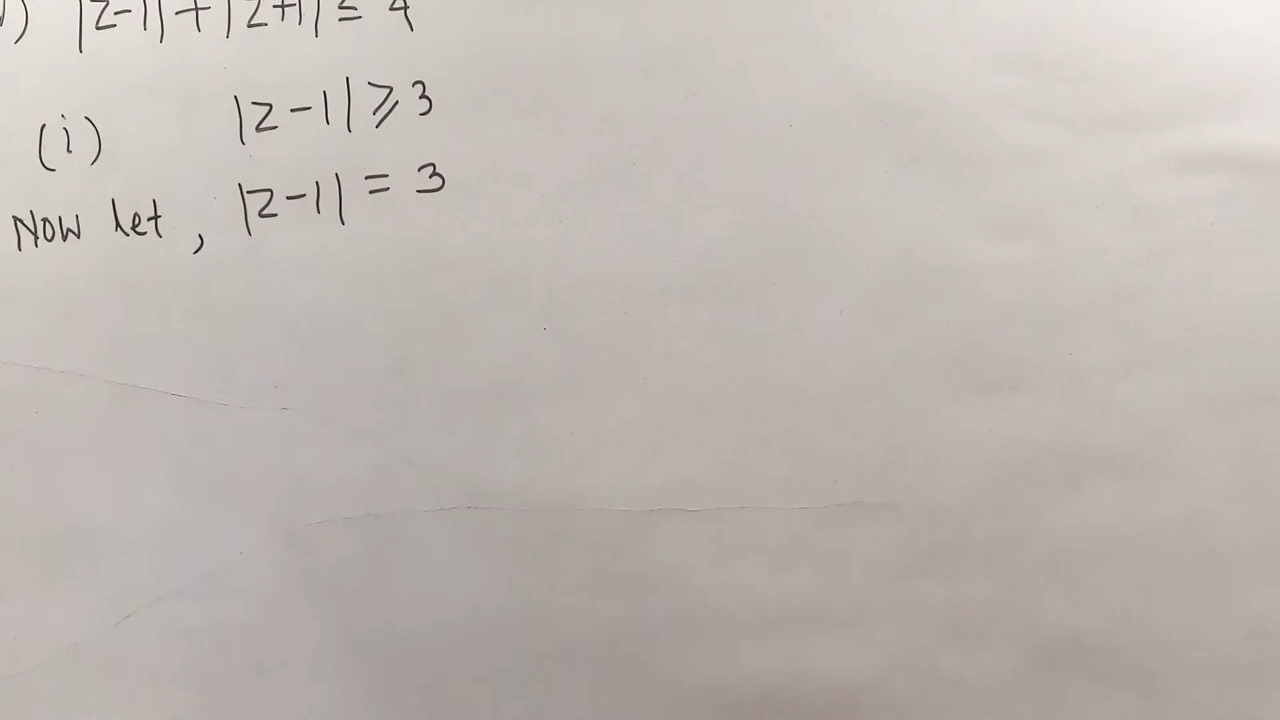 ) |z-1|+|z+1| ≤ 4
(i) |z-1| ⩾ 3
Now let, |z-1| = 3